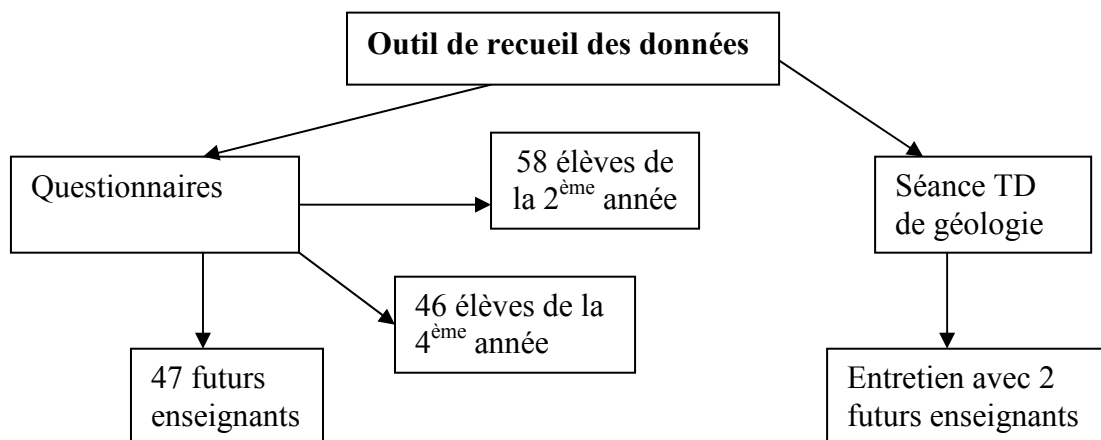 Outil de recueil des données
Questionnaires
58 élèves de
la 2ème année
Séance TD
de géologie
46 élèves de la
4ème année
47 futurs
enseignants
Entretien avec 2
futurs enseignants